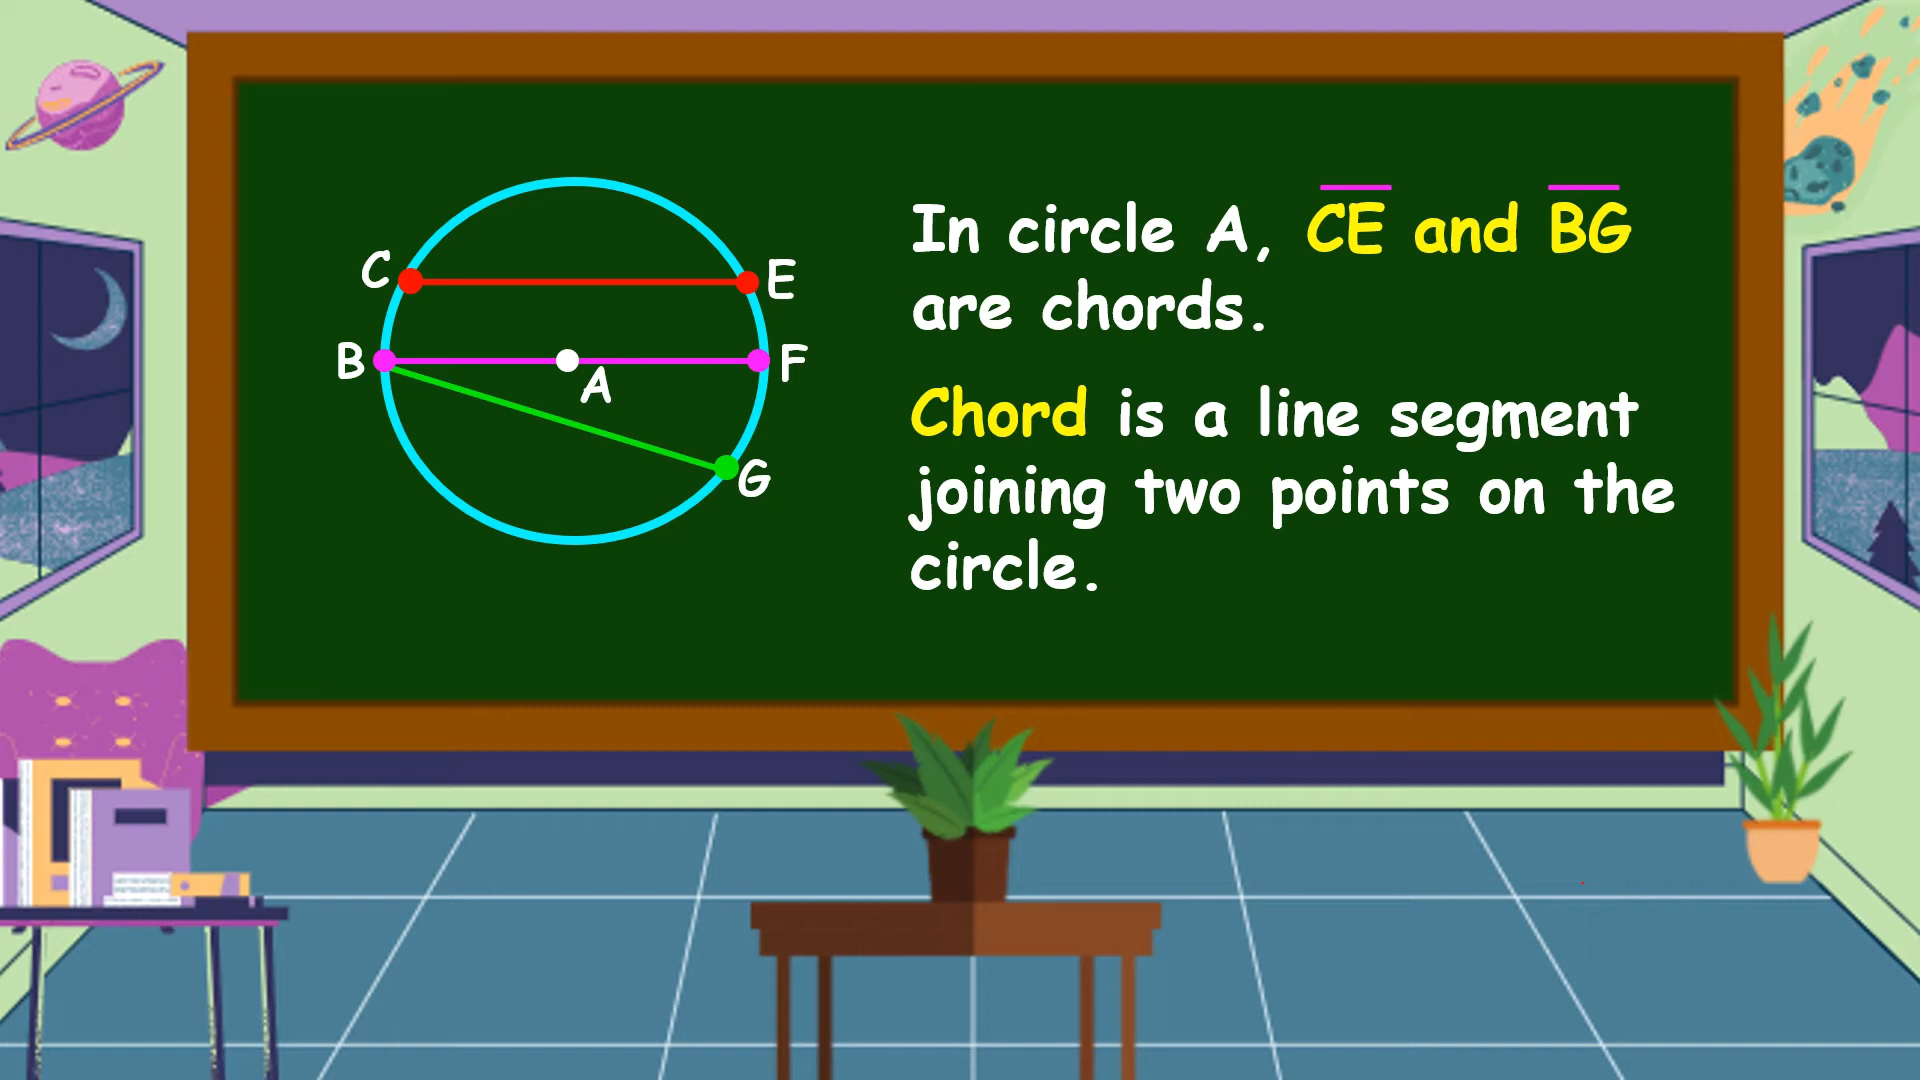 C
E
B
F
A
G
In circle A, CE and BG
are chords.
Chord is a line segment
joining two points on the
circle.